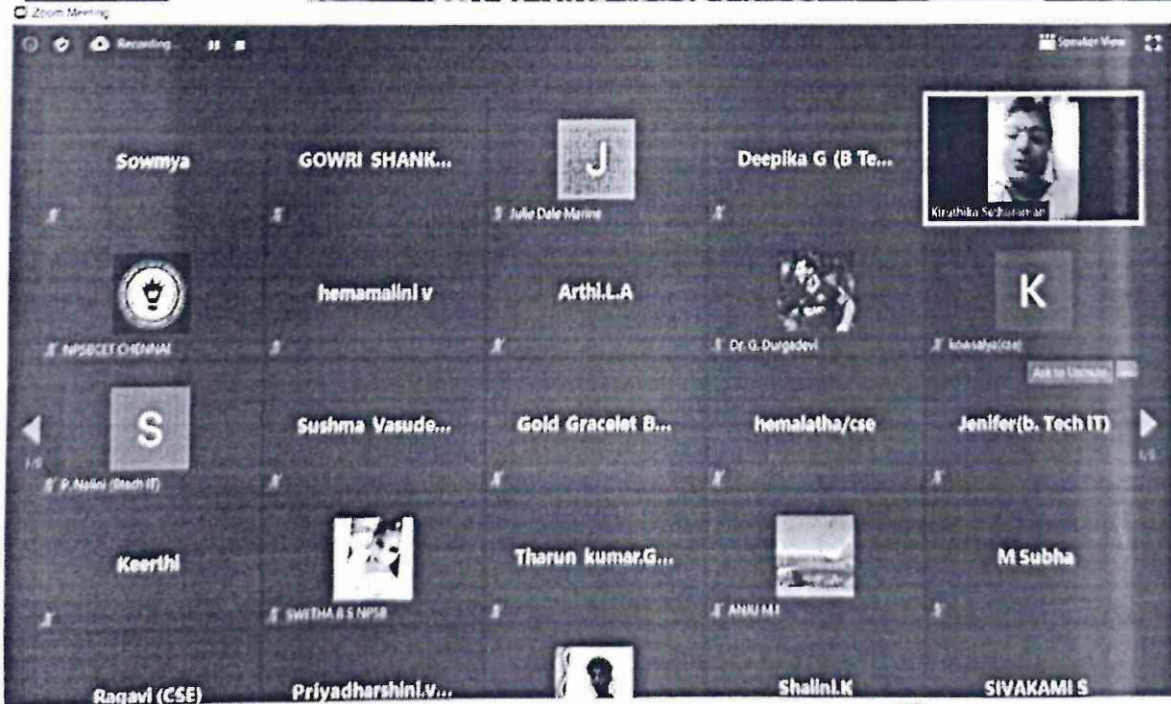 Zoom Meeting
Recording...
Speaker View
Sowmya
GOWRI SHANK...
J
Julie Dale Marine
Deepika G (B Te...
Kiruthika Sethuraman
NPSBCET CHENNAI
hemamalini v
Arthi.L.A
Dr. G. Durgadevi
K
kowsalya(cse)
Ask to Unmute
S
P. Nalini (Btech IT)
Sushma Vasude...
Gold Gracelet B...
hemalatha/cse
Jenifer(b. Tech IT)
Keerthi
SWETHA B S NPSB
Tharun kumar.G...
M Subha
Ragavi (CSE)
Priyadharshini.v...
Shalini.K
SIVAKAMI S